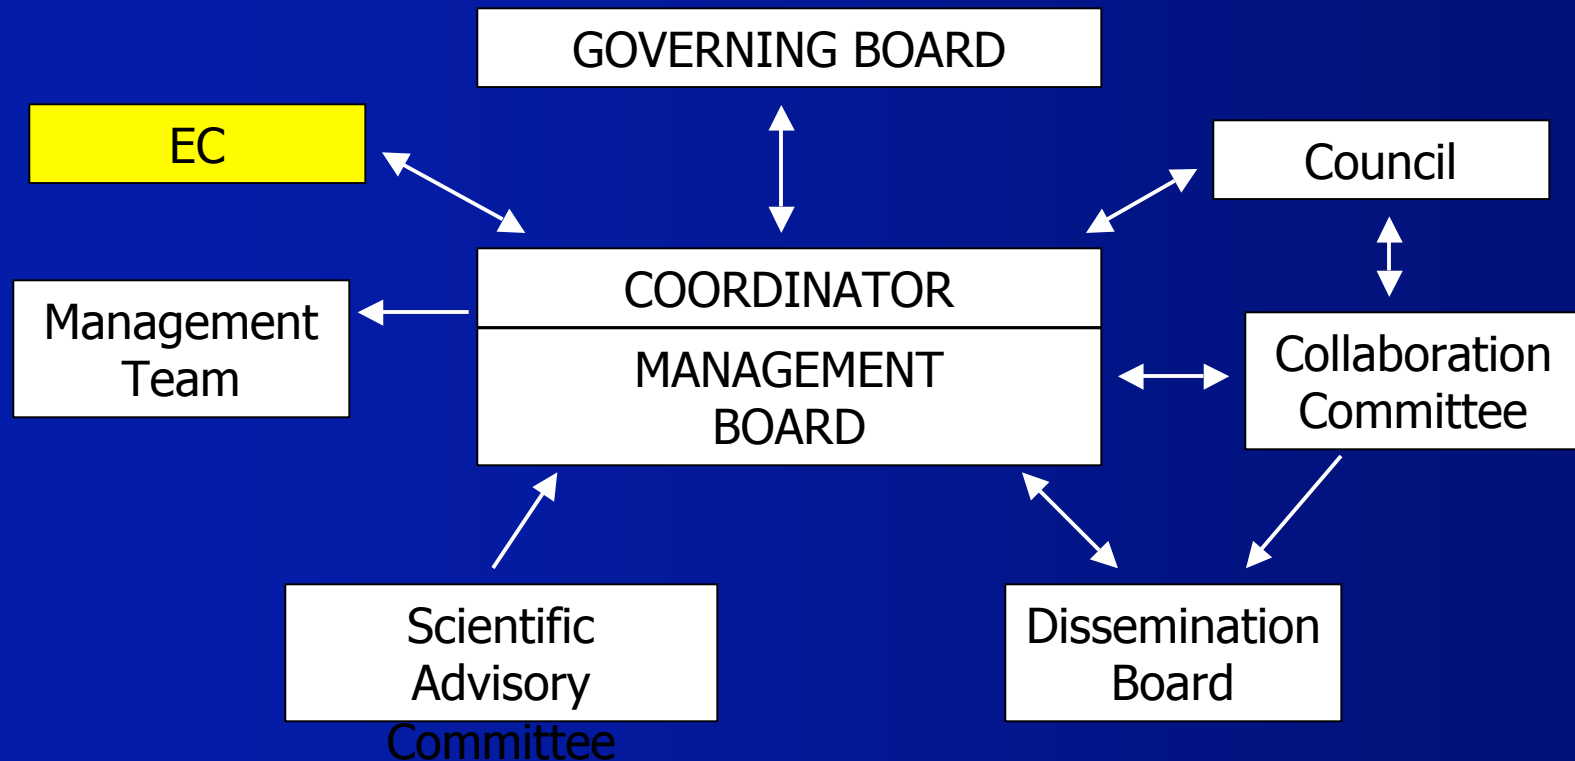 GOVERNING BOARD
EC
Council
COORDINATOR
Management
Team
MANAGEMENT
BOARD
Collaboration
Committee
Scientific
Advisory
Committee
Dissemination
Board